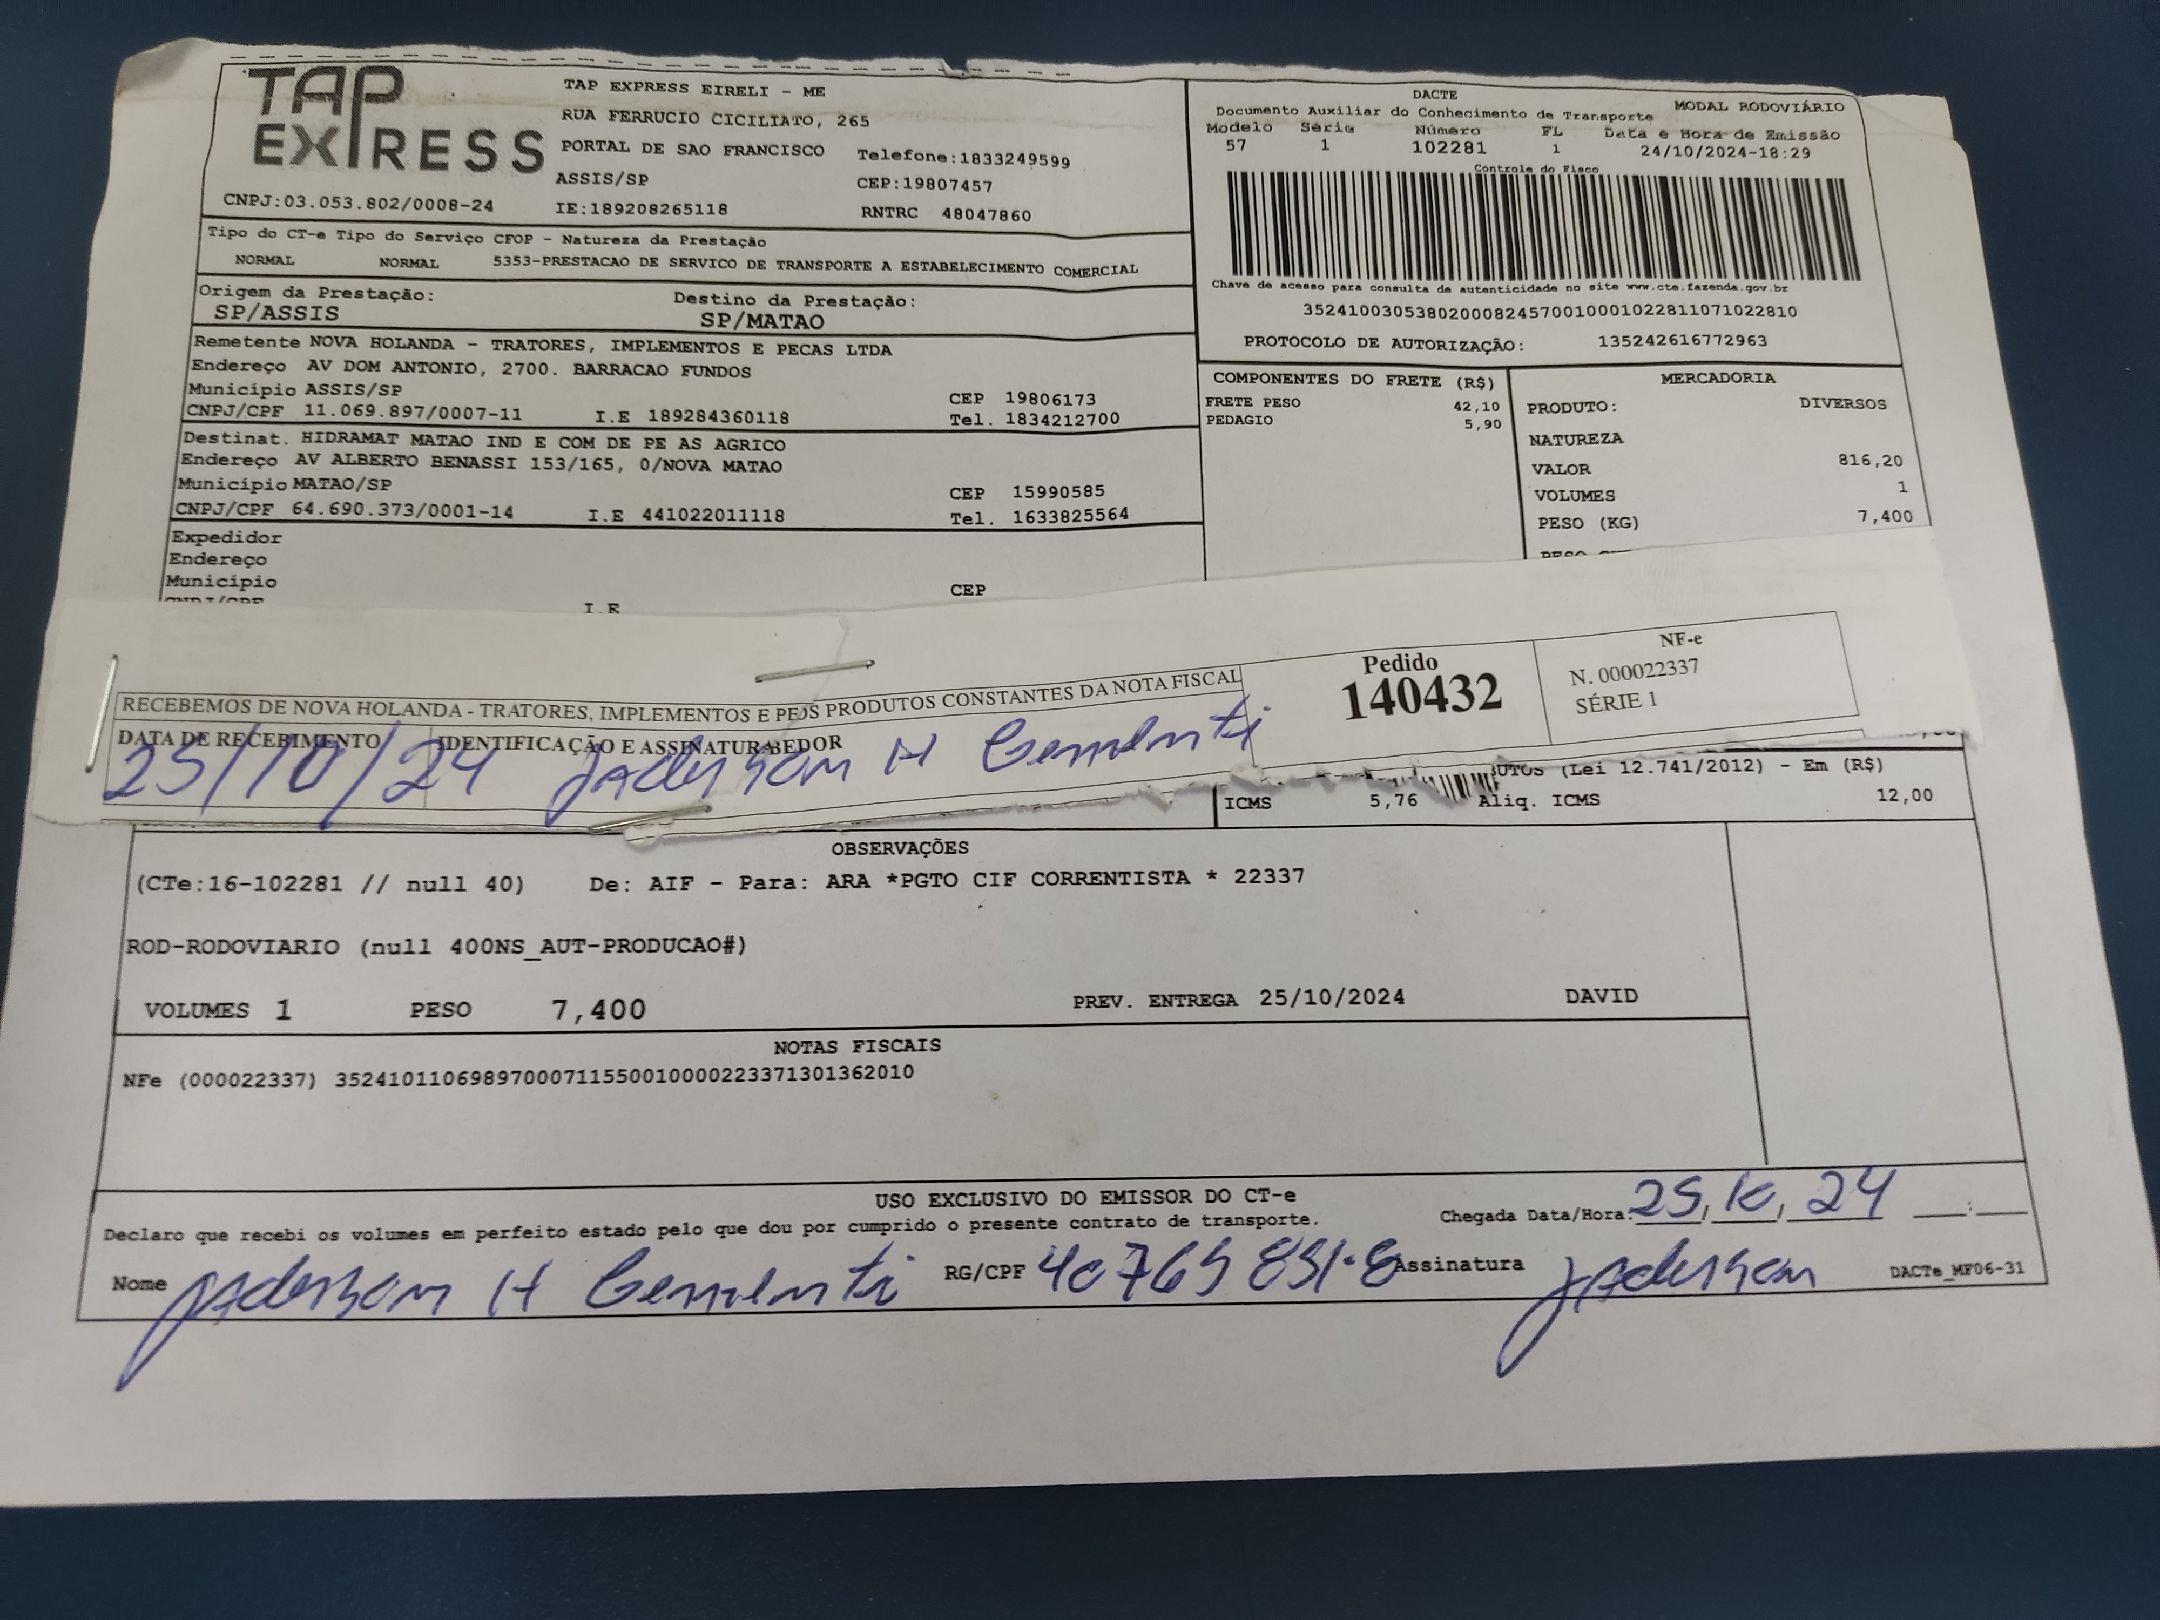 TAP EXPRESS
TAP EXPRESS EIRELI - ME
RUA FERRUCIO CICILIATO, 265
PORTAL DE SAO FRANCISCO Telefone:1833249599
ASSIS/SP CEP:19807457
CNPJ:03.053.802/0008-24 IE:189208265118 RNTRC 48047860
DACTE MODAL RODOVIÁRIO
Documento Auxiliar do Conhecimento de Transporte
Modelo Série Número FL Data e Hora de Emissão
57 1 102281 1 24/10/2024-18:29
Controle do Fisco
Chave de acesso para consulta de autenticidade no site www.cte.fazenda.gov.br
35241003053802000824570010001022811071022810
PROTOCOLO DE AUTORIZAÇÃO: 135242616772963
Tipo do CT-e Tipo do Serviço CFOP - Natureza da Prestação
NORMAL NORMAL 5353-PRESTACAO DE SERVICO DE TRANSPORTE A ESTABELECIMENTO COMERCIAL
Origem da Prestação: Destino da Prestação:
SP/ASSIS SP/MATAO
Remetente NOVA HOLANDA - TRATORES, IMPLEMENTOS E PECAS LTDA
Endereço AV DOM ANTONIO, 2700. BARRACAO FUNDOS
Município ASSIS/SP CEP 19806173
CNPJ/CPF 11.069.897/0007-11 I.E 189284360118 Tel. 1834212700
Destinat. HIDRAMAT MATAO IND E COM DE PE AS AGRICO
Endereço AV ALBERTO BENASSI 153/165, 0/NOVA MATAO
Município MATAO/SP CEP 15990585
CNPJ/CPF 64.690.373/0001-14 I.E 441022011118 Tel. 1633825564
Expedidor
Endereço
Município CEP
CNPJ/CPF I.E
COMPONENTES DO FRETE (R$)
FRETE PESO 42,10
PEDAGIO 5,90
MERCADORIA
PRODUTO: DIVERSOS
NATUREZA
VALOR 816,20
VOLUMES 1
PESO (KG) 7,400
RECEBEMOS DE NOVA HOLANDA - TRATORES, IMPLEMENTOS E PEOS PRODUTOS CONSTANTES DA NOTA FISCAL
DATA DE RECEBIMENTO IDENTIFICAÇÃO E ASSINATURA BEDOR
25/10/24 Jaderson H Gementi
Pedido
140432
NF-e
N. 000022337
SÉRIE 1
UTOS (Lei 12.741/2012) - Em (R$)
ICMS 5,76 Aliq. ICMS 12,00
OBSERVAÇÕES
(CTe:16-102281 // null 40) De: AIF - Para: ARA *PGTO CIF CORRENTISTA * 22337
ROD-RODOVIARIO (null 400NS_AUT-PRODUCAO#)
VOLUMES 1 PESO 7,400 PREV. ENTREGA 25/10/2024 DAVID
NOTAS FISCAIS
NFe (000022337) 35241011069897000711550010000223371301362010
USO EXCLUSIVO DO EMISSOR DO CT-e
Declaro que recebi os volumes em perfeito estado pelo que dou por cumprido o presente contrato de transporte. Chegada Data/Hora: 25, 10, 24
Nome Jaderson H Gementi RG/CPF 40765831-8 Assinatura Jaderson DACTe_MF06-31